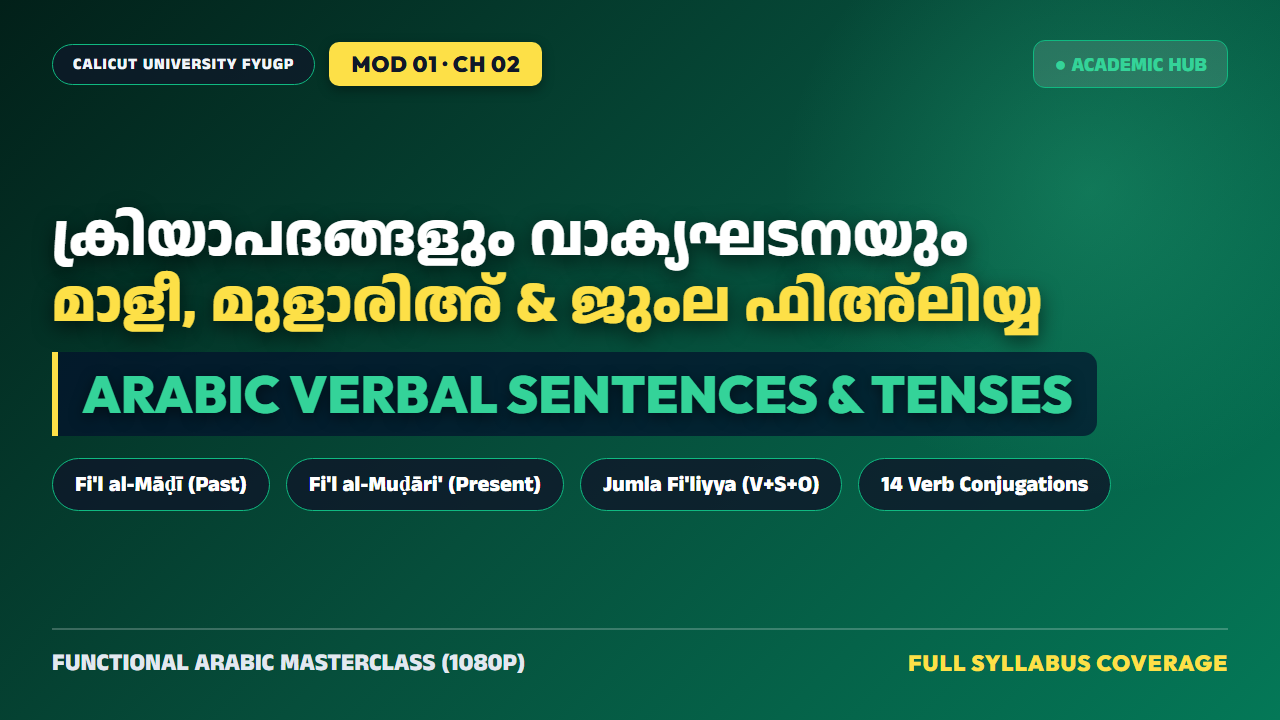 CALICUT UNIVERSITY FYUGP
MOD 01 · CH 02
● ACADEMIC HUB
ക്രിയാപദങ്ങളും വാക്യഘടനയും
മാളീ, മുളാരിഅ് & ജുംല ഫിഅ്ലിയ്യ
ARABIC VERBAL SENTENCES & TENSES
Fi'l al-Māḍī (Past)
Fi'l al-Muḍāri' (Present)
Jumla Fi'liyya (V+S+O)
14 Verb Conjugations
FUNCTIONAL ARABIC MASTERCLASS (1080P)
FULL SYLLABUS COVERAGE